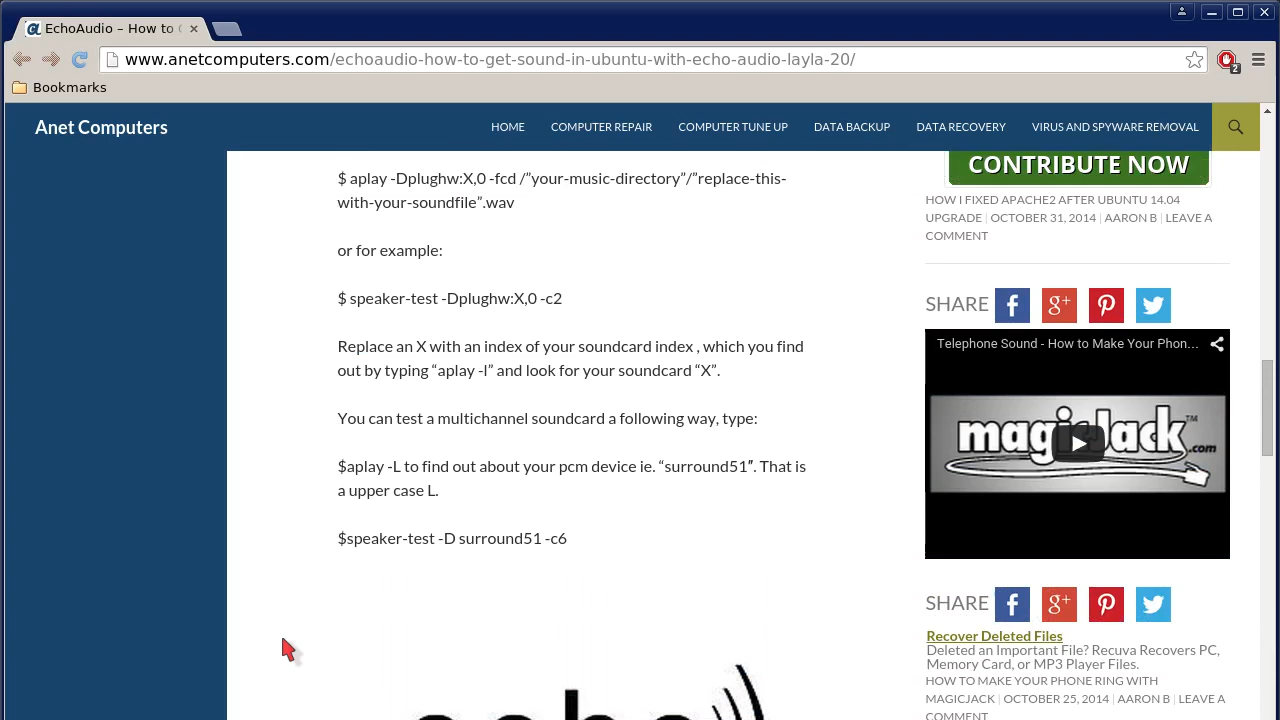 EchoAudio – How to
www.anetcomputers.com/echoaudio-how-to-get-sound-in-ubuntu-with-echo-audio-layla-20/
2
Bookmarks
Anet Computers
HOME COMPUTER REPAIR COMPUTER TUNE UP DATA BACKUP DATA RECOVERY VIRUS AND SPYWARE REMOVAL
$ aplay -Dplughw:X,0 -fcd /”your-music-directory”/”replace-this-
with-your-soundfile”.wav
or for example:
$ speaker-test -Dplughw:X,0 -c2
Replace an X with an index of your soundcard index , which you find
out by typing “aplay -l” and look for your soundcard “X”.
You can test a multichannel soundcard a following way, type:
$aplay -L to find out about your pcm device ie. “surround51″. That is
a upper case L.
$speaker-test -D surround51 -c6
echo
CONTRIBUTE NOW
HOW I FIXED APACHE2 AFTER UBUNTU 14.04
UPGRADE | OCTOBER 31, 2014 | AARON B | LEAVE A
COMMENT
SHARE
Telephone Sound - How to Make Your Phon...
magicJack™
.com
SHARE
Recover Deleted Files
Deleted an Important File? Recuva Recovers PC,
Memory Card, or MP3 Player Files.
HOW TO MAKE YOUR PHONE RING WITH
MAGICJACK | OCTOBER 25, 2014 | AARON B | LEAVE A
COMMENT